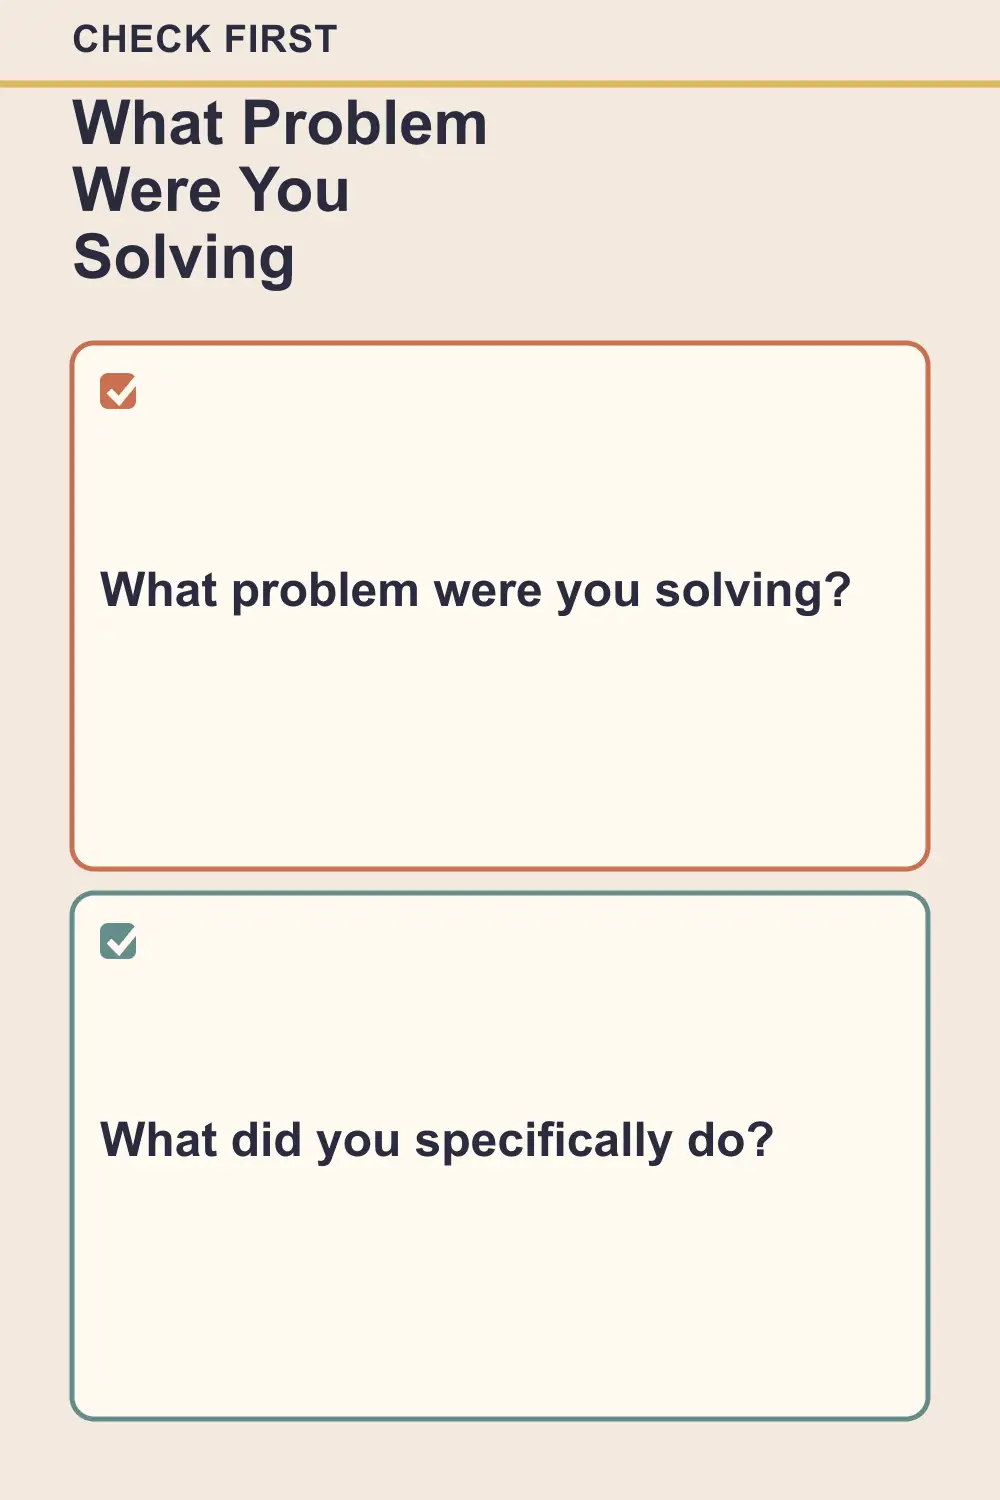 CHECK FIRST
What Problem
Were You
Solving
What problem were you solving?
What did you specifically do?